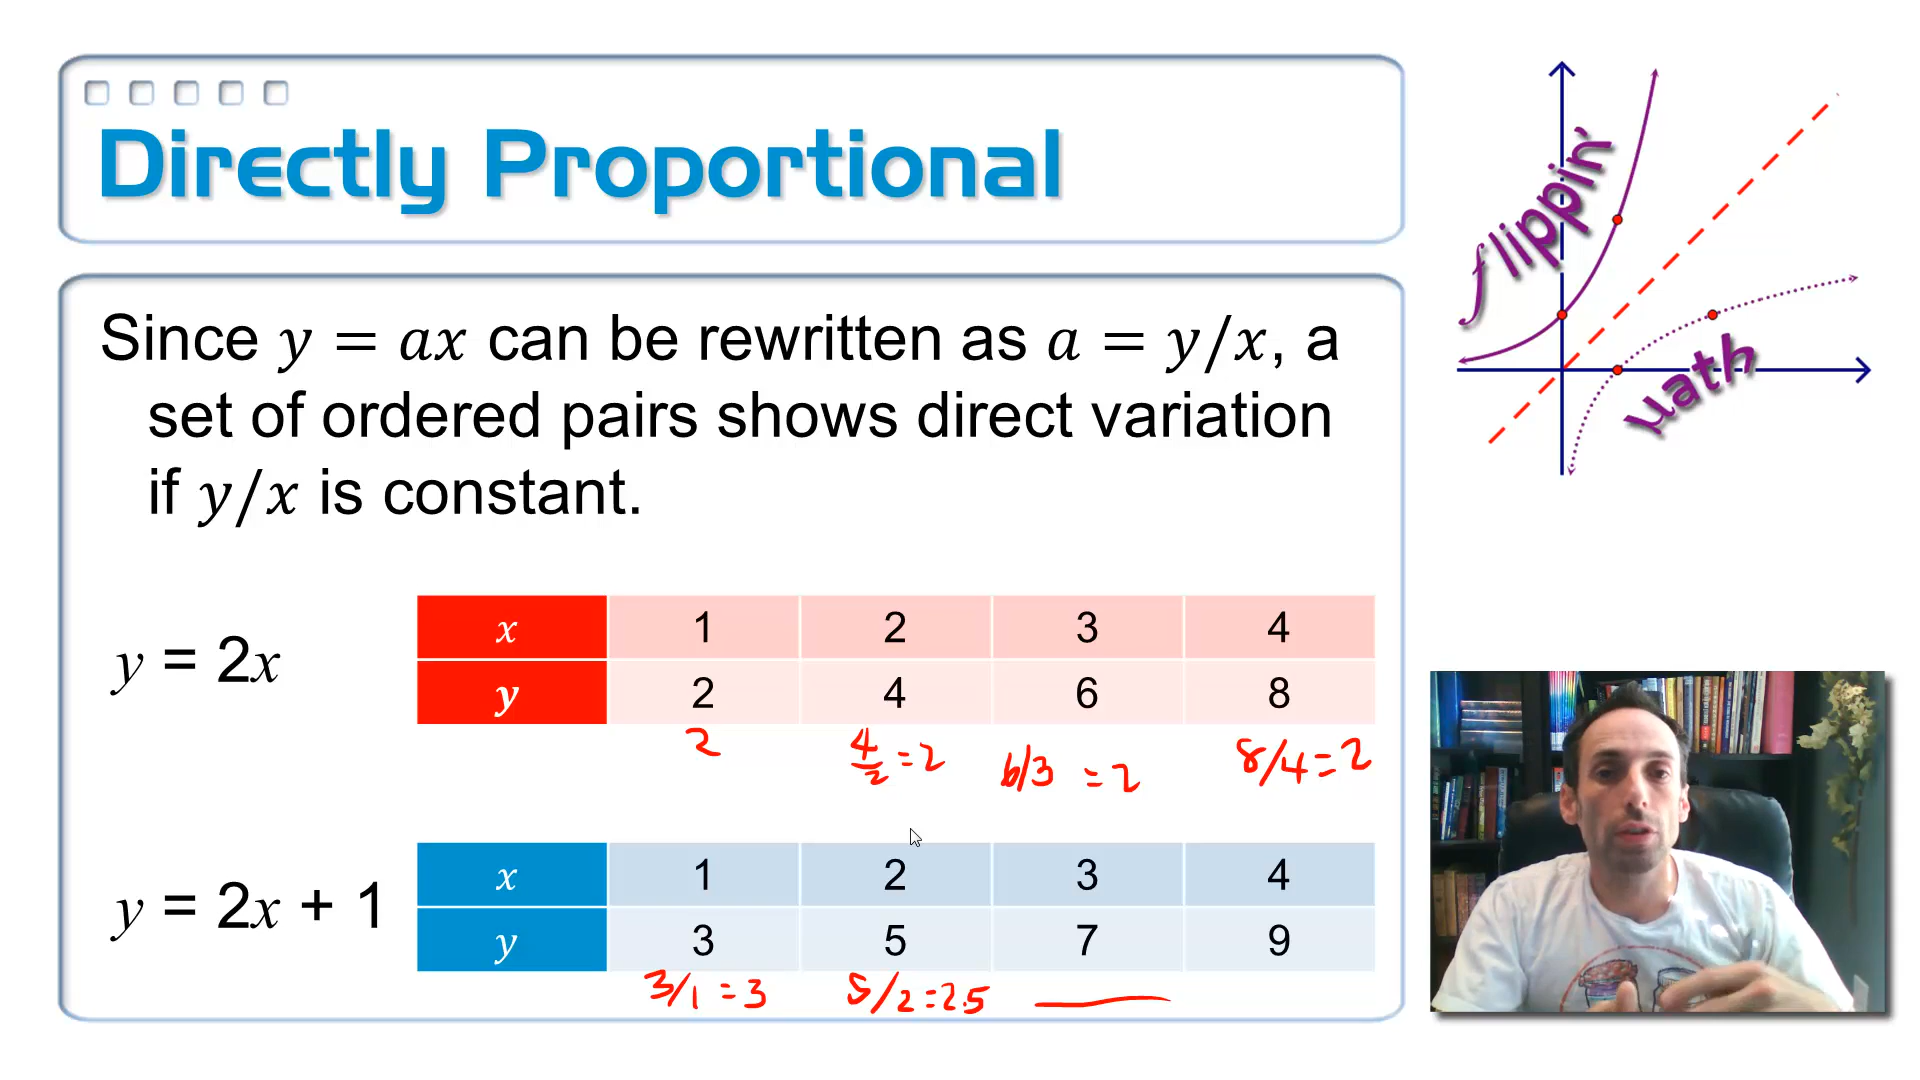 Directly Proportional
flippin'
math
Since y = ax can be rewritten as a = y/x, a
set of ordered pairs shows direct variation
if y/x is constant.
y = 2x
x 1 2 3 4
y 2 4 6 8
2 4/2 = 2 6/3 = 2 8/4 = 2
y = 2x + 1
x 1 2 3 4
y 3 5 7 9
3/1 = 3 5/2 = 2.5